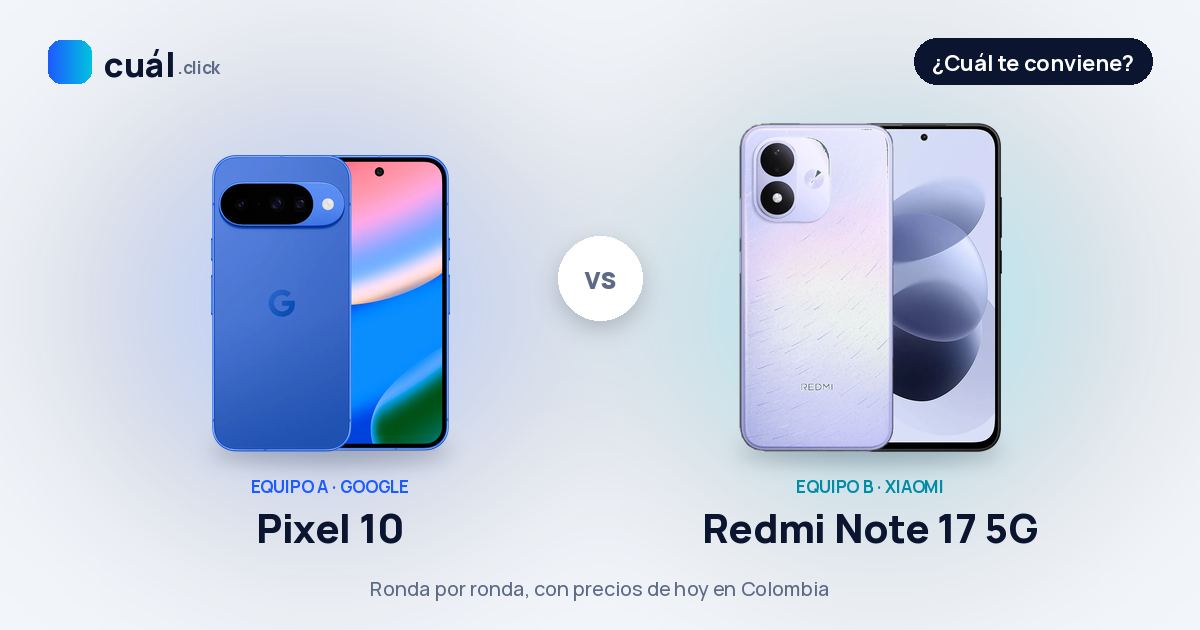 cuál.click
¿Cuál te conviene?
G
REDMI
VS
EQUIPO A · GOOGLE
Pixel 10
EQUIPO B · XIAOMI
Redmi Note 17 5G
Ronda por ronda, con precios de hoy en Colombia